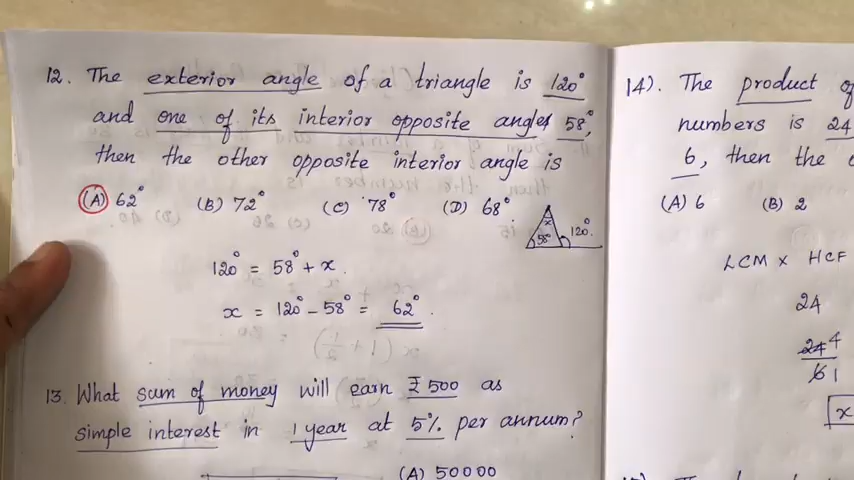 12. The exterior angle of a triangle is 120°
and one of its interior opposite angles 58°,
then the other opposite interior angle is
(A) 62° (B) 72° (C) 78° (D) 68°
x
58° 120°.
120° = 58° + x.
x = 120° - 58° = 62°.
13. What sum of money will earn ₹ 500 as
simple interest in 1 year at 5% per annum?
(A) 50000
14). The product of
numbers is 24
6, then the
(A) 6 (B) 2
LCM x HCF
24
24 4
6 1
x